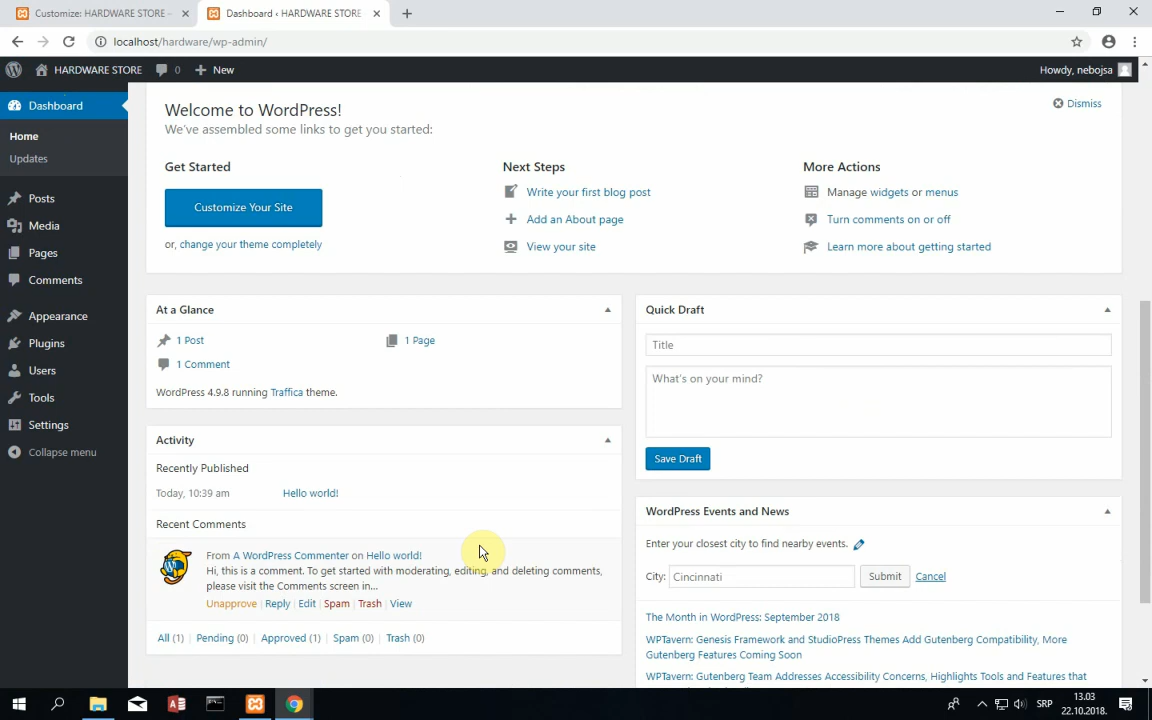 Customize: HARDWARE STORE –
Dashboard ‹ HARDWARE STORE
localhost/hardware/wp-admin/
HARDWARE STORE
0
New
Howdy, nebojsa
Dashboard
Home
Updates
Posts
Media
Pages
Comments
Appearance
Plugins
Users
Tools
Settings
Collapse menu
Welcome to WordPress!
We've assembled some links to get you started:
Dismiss
Get Started
Customize Your Site
or, change your theme completely
Next Steps
Write your first blog post
Add an About page
View your site
More Actions
Manage widgets or menus
Turn comments on or off
Learn more about getting started
At a Glance
1 Post
1 Page
1 Comment
WordPress 4.9.8 running Traffica theme.
Activity
Recently Published
Today, 10:39 am
Hello world!
Recent Comments
From A WordPress Commenter on Hello world!
Hi, this is a comment. To get started with moderating, editing, and deleting comments,
please visit the Comments screen in...
Unapprove | Reply | Edit | Spam | Trash | View
All (1) | Pending (0) | Approved (1) | Spam (0) | Trash (0)
Quick Draft
Title
What's on your mind?
Save Draft
WordPress Events and News
Enter your closest city to find nearby events.
City: Cincinnati
Submit
Cancel
The Month in WordPress: September 2018
WPTavern: Genesis Framework and StudioPress Themes Add Gutenberg Compatibility, More
Gutenberg Features Coming Soon
WPTavern: Gutenberg Team Addresses Accessibility Concerns, Highlights Tools and Features that
SRP
13.03
22.10.2018.